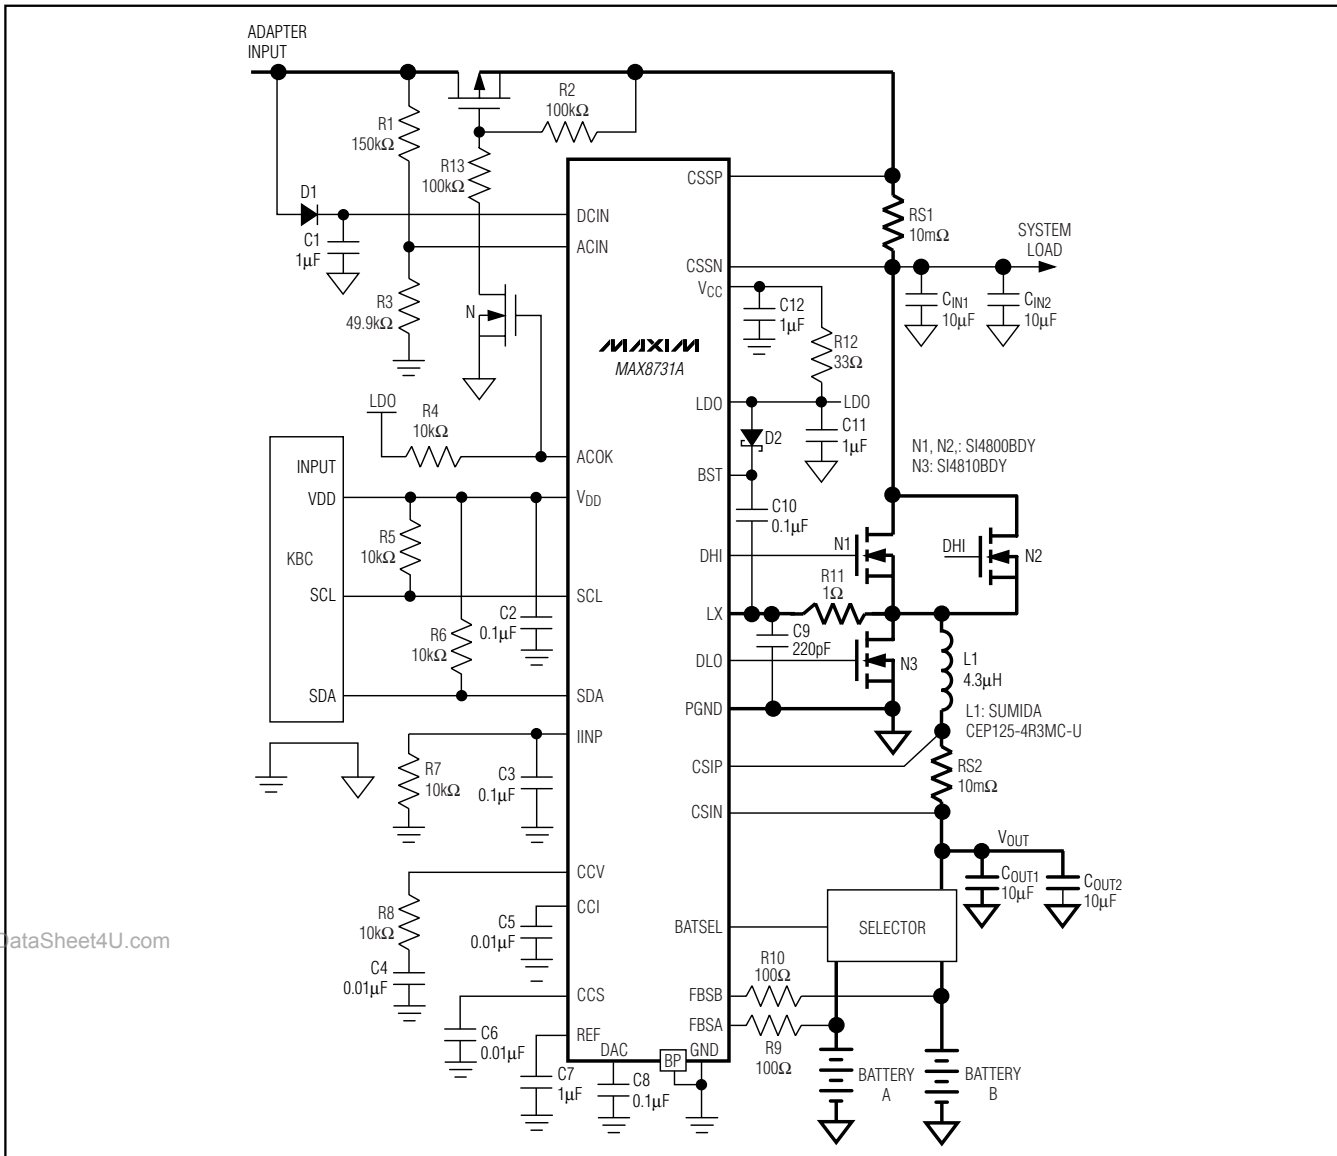 ADAPTER
INPUT
R2
100kΩ
R1
150kΩ
R13
100kΩ
CSSP
D1
DCIN
RS1
10mΩ
C1
1µF
ACIN
SYSTEM
LOAD
CSSN
VCC
R3
49.9kΩ
N
C12
1µF
CIN1
10µF
CIN2
10µF
R12
33Ω
MAXIM
MAX8731A
LDO
R4
10kΩ
LDO
LDO
C11
1µF
D2
N1, N2,: SI4800BDY
N3: SI4810BDY
INPUT
ACOK
BST
VDD
VDD
C10
0.1µF
R5
10kΩ
KBC
DHI
N1
DHI
N2
R11
1Ω
SCL
SCL
LX
C2
0.1µF
R6
10kΩ
C9
220pF
DLO
N3
L1
4.3µH
SDA
SDA
PGND
L1: SUMIDA
CEP125-4R3MC-U
IINP
R7
10kΩ
C3
0.1µF
CSIP
RS2
10mΩ
CSIN
VOUT
CCV
COUT1
10µF
COUT2
10µF
R8
10kΩ
CCI
C5
0.01µF
BATSEL
SELECTOR
DataSheet4U.com
C4
0.01µF
R10
100Ω
CCS
FBSB
C6
0.01µF
REF
FBSA
R9
100Ω
DAC
BP
GND
C7
1µF
C8
0.1µF
BATTERY
A
BATTERY
B